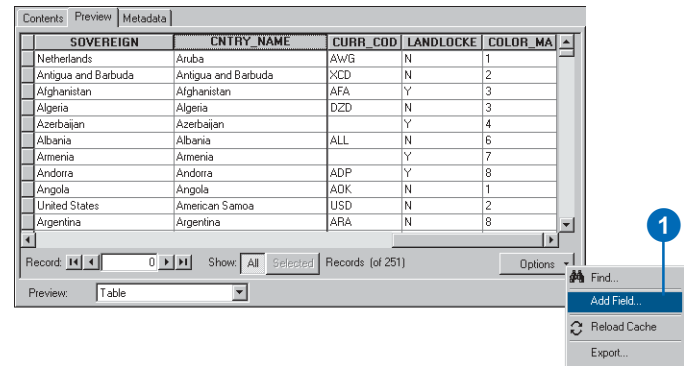 Contents Preview Metadata
SOVEREIGN CNTRY_NAME CURR_COD LANDLOCKE COLOR_MA
Netherlands Aruba AWG N 1
Antigua and Barbuda Antigua and Barbuda XCD N 2
Afghanistan Afghanistan AFA Y 3
Algeria Algeria DZD N 3
Azerbaijan Azerbaijan Y 4
Albania Albania ALL N 6
Armenia Armenia Y 7
Andorra Andorra ADP Y 8
Angola Angola AOK N 1
United States American Samoa USD N 2
Argentina Argentina ARA N 8
1
Record: 0 Show: All Selected Records (of 251) Options
Find...
Preview: Table
Add Field...
Reload Cache
Export...